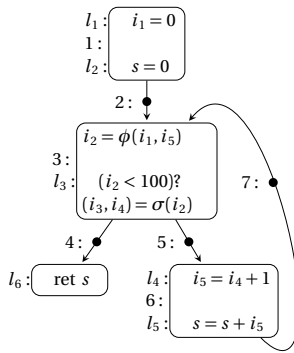 l₁: i₁ = 0
1:
l₂: s = 0
2:
i₂ = ϕ(i₁, i₅)
3:
l₃: (i₂ < 100)?
(i₃, i₄) = σ(i₂)
7:
4:
5:
l₆: ret s
l₄: i₅ = i₄ + 1
6:
l₅: s = s + i₅